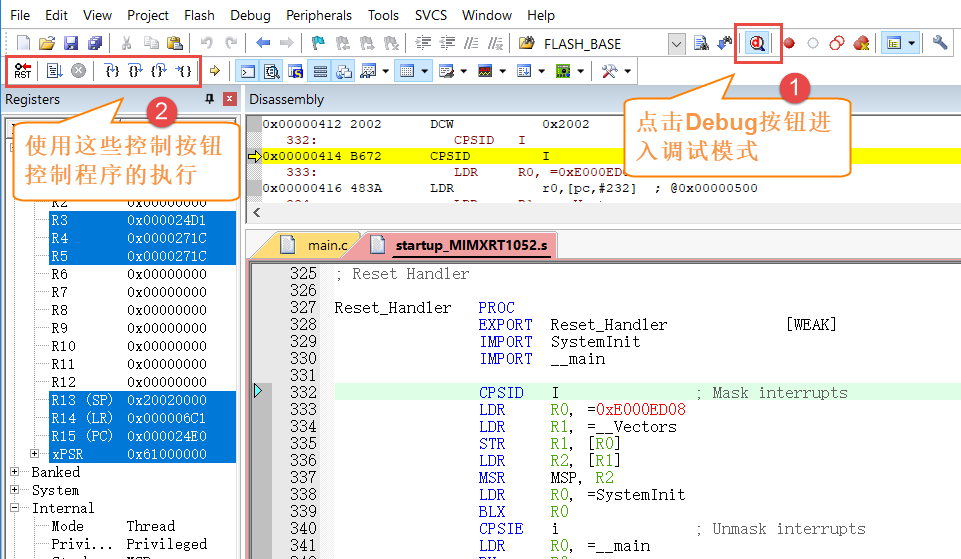 File Edit View Project Flash Debug Peripherals Tools SVCS Window Help
FLASH_BASE
RST
Registers
Disassembly
1
2
点击Debug按钮进
入调试模式
使用这些控制按钮
控制程序的执行
0x00000412 2002 DCW 0x2002
332: CPSID I
0x00000414 B672 CPSID I
333: LDR R0, =0xE000ED0
0x00000416 483A LDR r0,[pc,#232] ; @0x00000500
R2 0x00000000
R3 0x000024D1
R4 0x0000271C
R5 0x0000271C
R6 0x00000000
R7 0x00000000
R8 0x00000000
R9 0x00000000
R10 0x00000000
R11 0x00000000
R12 0x00000000
R13 (SP) 0x20020000
R14 (LR) 0x000006C1
R15 (PC) 0x000024E0
xPSR 0x61000000
Banked
System
Internal
Mode Thread
Privi... Privileged
main.c startup_MIMXRT1052.s
325 ; Reset Handler
326
327 Reset_Handler PROC
328 EXPORT Reset_Handler [WEAK]
329 IMPORT SystemInit
330 IMPORT __main
331
332 CPSID I ; Mask interrupts
333 LDR R0, =0xE000ED08
334 LDR R1, =__Vectors
335 STR R1, [R0]
336 LDR R2, [R1]
337 MSR MSP, R2
338 LDR R0, =SystemInit
339 BLX R0
340 CPSIE i ; Unmask interrupts
341 LDR R0, =__main